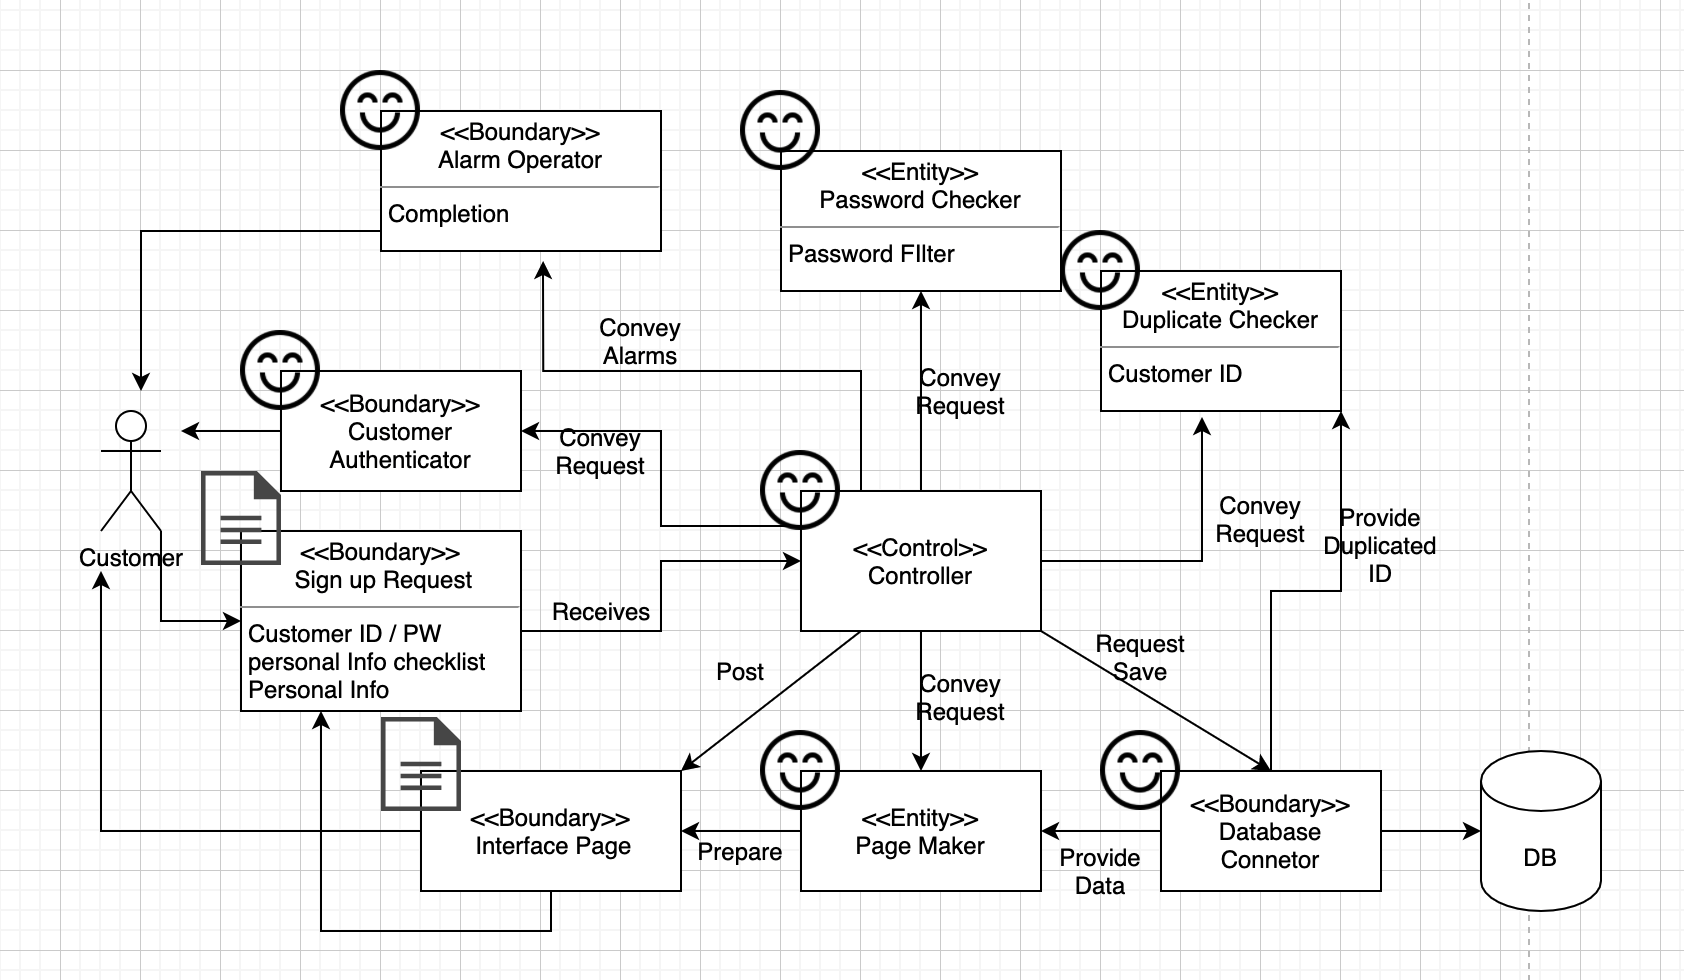 <<Boundary>>
Alarm Operator
Completion
<<Entity>>
Password Checker
Password FIlter
<<Entity>>
Duplicate Checker
Customer ID
Convey
Alarms
Convey
Request
<<Boundary>>
Customer
Authenticator
Convey
Request
Customer
<<Boundary>>
Sign up Request
Customer ID / PW
personal Info checklist
Personal Info
Receives
<<Control>>
Controller
Convey
Request
Provide
Duplicated
ID
Post
Convey
Request
Request
Save
<<Boundary>>
Interface Page
Prepare
<<Entity>>
Page Maker
Provide
Data
<<Boundary>>
Database
Connetor
DB